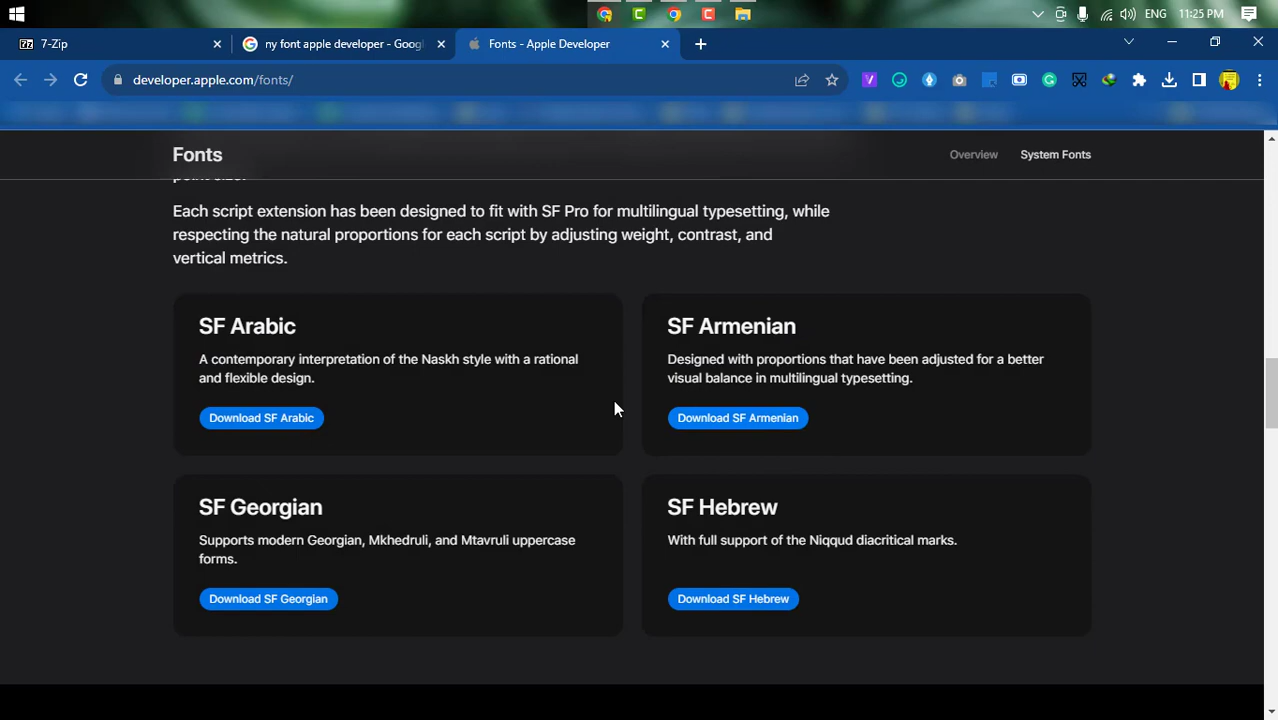 ENG 11:25 PM
7-Zip
ny font apple developer - Googl
Fonts - Apple Developer
developer.apple.com/fonts/
Fonts
Overview
System Fonts
Each script extension has been designed to fit with SF Pro for multilingual typesetting, while
respecting the natural proportions for each script by adjusting weight, contrast, and
vertical metrics.
SF Arabic
A contemporary interpretation of the Naskh style with a rational
and flexible design.
Download SF Arabic
SF Armenian
Designed with proportions that have been adjusted for a better
visual balance in multilingual typesetting.
Download SF Armenian
SF Georgian
Supports modern Georgian, Mkhedruli, and Mtavruli uppercase
forms.
Download SF Georgian
SF Hebrew
With full support of the Niqqud diacritical marks.
Download SF Hebrew